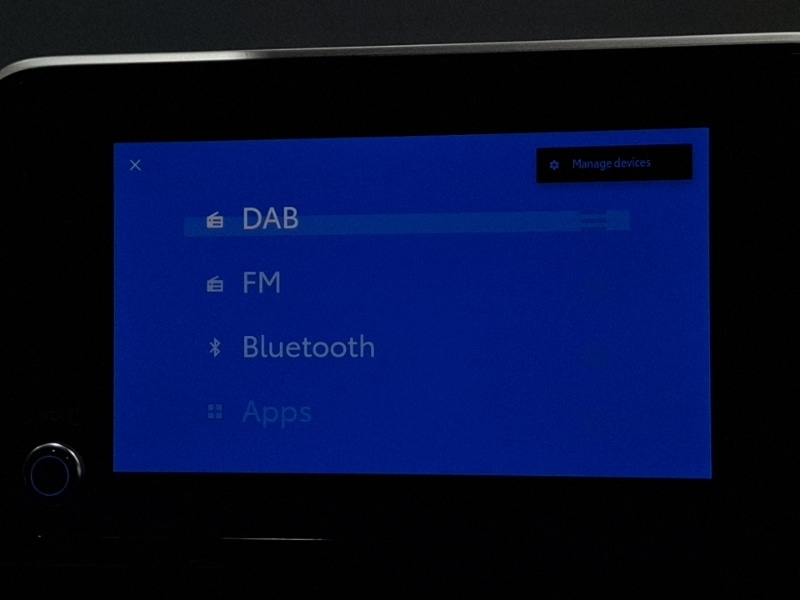 Manage devices
DAB
FM
Bluetooth
Apps